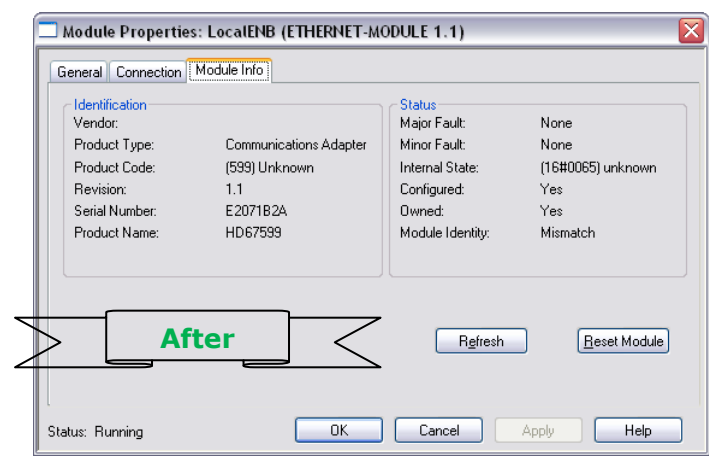 Module Properties: LocalENB (ETHERNET-MODULE 1.1)
General Connection Module Info
Identification
Vendor:
Product Type: Communications Adapter
Product Code: (599) Unknown
Revision: 1.1
Serial Number: E2071B2A
Product Name: HD67599
Status
Major Fault: None
Minor Fault: None
Internal State: (16#0065) unknown
Configured: Yes
Owned: Yes
Module Identity: Mismatch
After
Refresh Reset Module
Status: Running
OK Cancel Apply Help